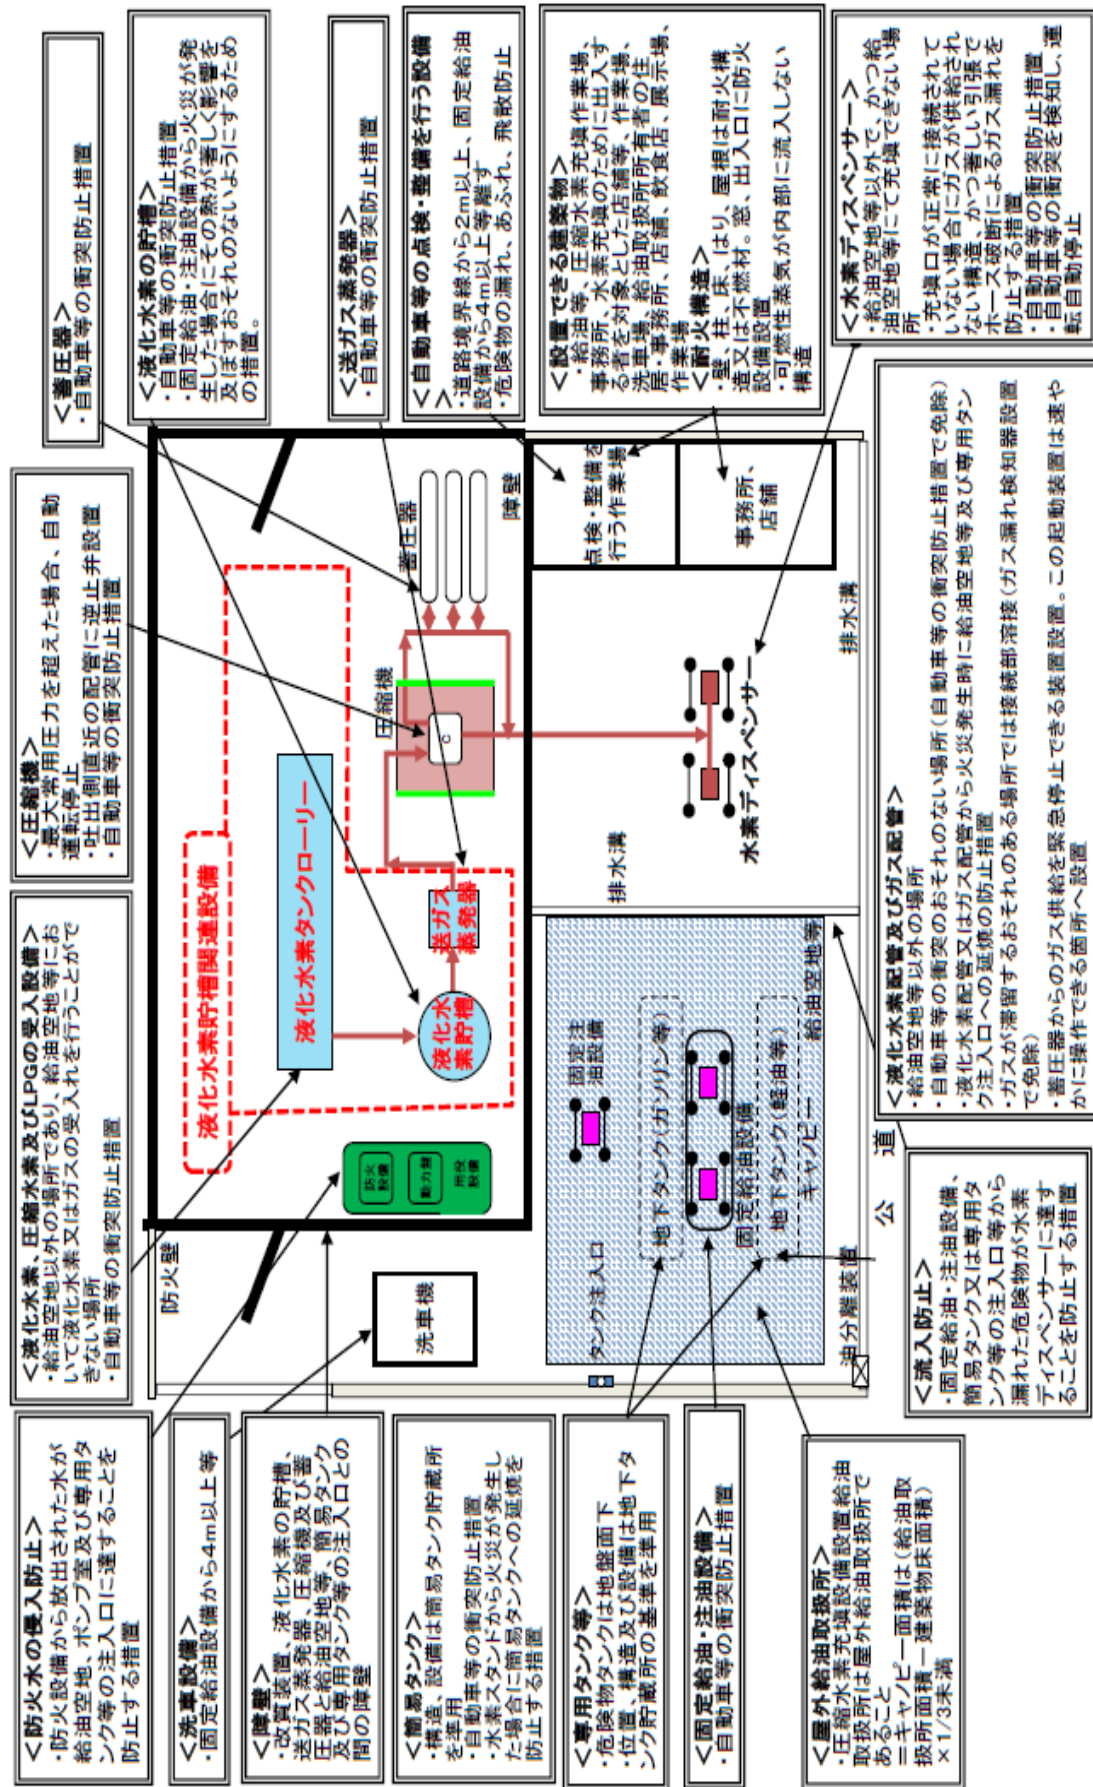 <防火水の侵入防止>
・防火設備から放出された水が
給油空地、ポンプ室及び専用タ
ンク等の注入口に達することを
防止する措置
<洗車設備>
・固定給油設備から4m以上等
<障壁>
・改質装置、液化水素の貯槽、
送ガス蒸発器、圧縮機及び蓄
圧器と給油空地等、簡易タンク
及び専用タンク等の注入口との
間の障壁
<簡易タンク>
・構造、設備は簡易タンク貯蔵所
を準用
・自動車等の衝突防止措置
・水素スタンドから火災が発生し
た場合に簡易タンクへの延焼を
防止する措置
<専用タンク等>
・危険物タンクは地盤面下
・位置、構造及び設備は地下タ
ンク貯蔵所の基準を準用
<固定給油・注油設備>
・自動車等の衝突防止措置
<屋外給油取扱所>
・圧縮水素充填設備設置給油
取扱所は屋外給油取扱所で
あること
=キャノピー面積は(給油取
扱所面積-建築物床面積)
×1/3未満
<液化水素、圧縮水素及びLPGの受入設備>
・給油空地以外の場所であり、給油空地等にお
いて液化水素又はガスの受入れを行うことがで
きない場所
・自動車等の衝突防止措置
<圧縮機>
・最大常用圧力を超えた場合、自動
運転停止
・吐出側直近の配管に逆止弁設置
・自動車等の衝突防止措置
<蓄圧器>
・自動車等の衝突防止措置
<液化水素の貯槽>
・自動車等の衝突防止措置
・固定給油・注油設備から火災が発
生した場合にその熱が著しく影響を
及ぼすおそれのないようにするため
の措置。
<送ガス蒸発器>
・自動車等の衝突防止措置
<自動車等の点検・整備を行う設備
>
・道路境界線から2m以上、固定給油
設備から4m以上等離す
・危険物の漏れ、あふれ、飛散防止
<設置できる建築物>
・給油等、圧縮水素充填作業場、
事務所、水素充填のために出入す
る者を対象とした店舗等、作業場、
洗車場、給油取扱所所有者の住
居・事務所、店舗、飲食店、展示場、
作業場
<耐火構造>
・壁、柱、床、はり、屋根は耐火構
造又は不燃材。窓、出入口に防火
設備設置
・可燃性蒸気が内部に流入しない
構造
<水素ディスペンサー>
・給油空地等以外で、かつ給
油空地等にて充填できない場
所
・充填口が正常に接続されて
いない場合にガスが供給され
ない構造、かつ著しい引張で
ホース破断によるガス漏れを
防止する措置
・自動車等の衝突防止措置
・自動車等の衝突を検知し、運
転自動停止
<液化水素配管及びガス配管>
・給油空地等以外の場所
・自動車等の衝突のおそれのない場所(自動車等の衝突防止措置で免除)
・液化水素配管又はガス配管から火災発生時に給油空地等及び専用タン
ク注入口への延焼の防止措置
・ガスが滞留するおそれのある場所では接続部溶接(ガス漏れ検知器設置
で免除)
・蓄圧器からのガス供給を緊急停止できる装置設置。この起動装置は速や
かに操作できる箇所へ設置
<流入防止>
・固定給油・注油設備、
簡易タンク又は専用タ
ンク等の注入口等から
漏れた危険物が水素
ディスペンサーに達す
ることを防止する措置
防火壁
液化水素貯槽関連設備
液化水素タンクローリー
液化水
素貯槽
送ガス
蒸発器
圧縮機
C
蓄圧器
障壁
防火
設備
動力盤
用役
設備
洗車機
点検・整備を
行う作業場
事務所、
店舗
排水溝
排水溝
水素ディスペンサー
タンク注入口
固定注
油設備
地下タンク(ガソリン等)
固定給油設備
地下タンク(軽油等)
キャノピー
給油空地等
油分離装置
公 道